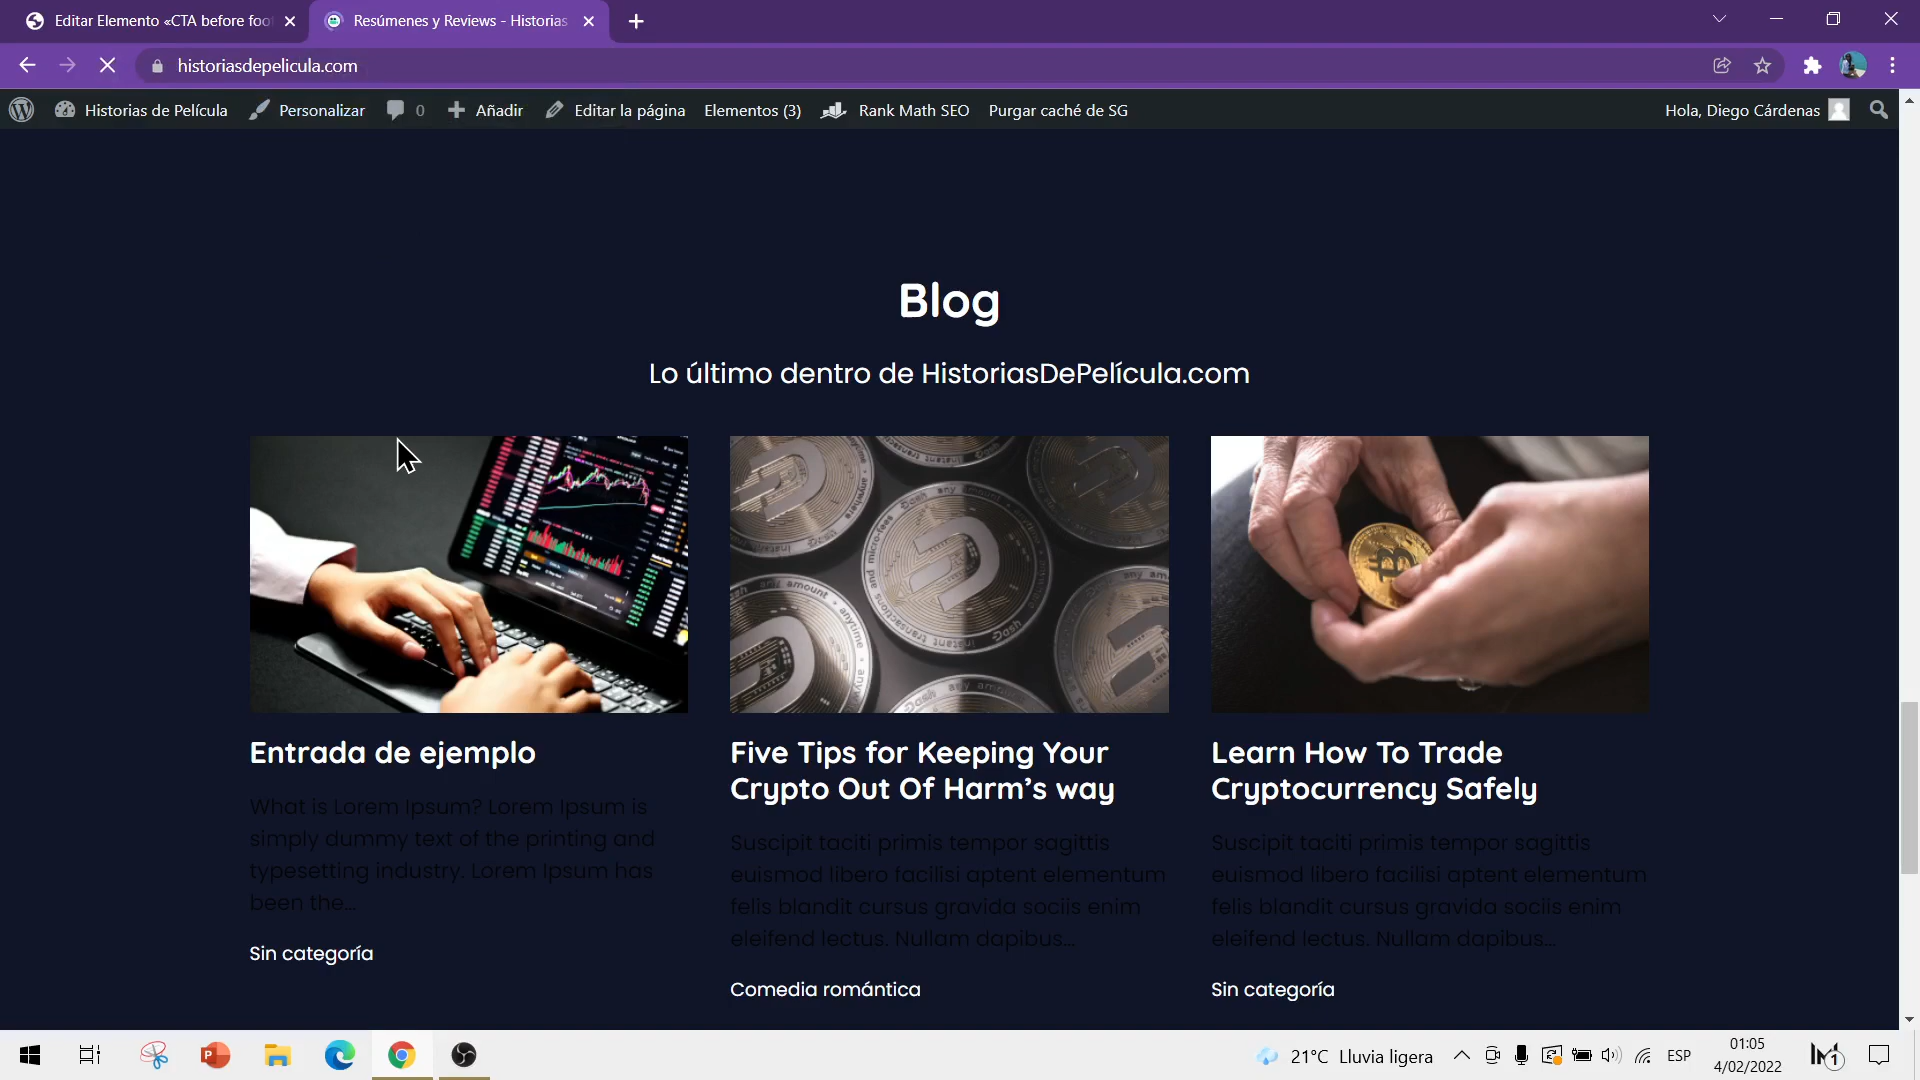 Editar Elemento «CTA before foo
Resúmenes y Reviews - Historias
historiasdepelicula.com
Historias de Película
Personalizar
0
Añadir
Editar la página
Elementos (3)
Rank Math SEO
Purgar caché de SG
Hola, Diego Cárdenas
Blog
Lo último dentro de HistoriasDePelícula.com
Entrada de ejemplo
What is Lorem Ipsum? Lorem Ipsum is
simply dummy text of the printing and
typesetting industry. Lorem Ipsum has
been the...
Sin categoría
Five Tips for Keeping Your
Crypto Out Of Harm's way
Suscipit taciti primis tempor sagittis
euismod libero facilisi aptent elementum
felis blandit cursus gravida sociis enim
eleifend lectus. Nullam dapibus...
Comedia romántica
Learn How To Trade
Cryptocurrency Safely
Suscipit taciti primis tempor sagittis
euismod libero facilisi aptent elementum
felis blandit cursus gravida sociis enim
eleifend lectus. Nullam dapibus...
Sin categoría
21°C Lluvia ligera
ESP
01:05
4/02/2022
1